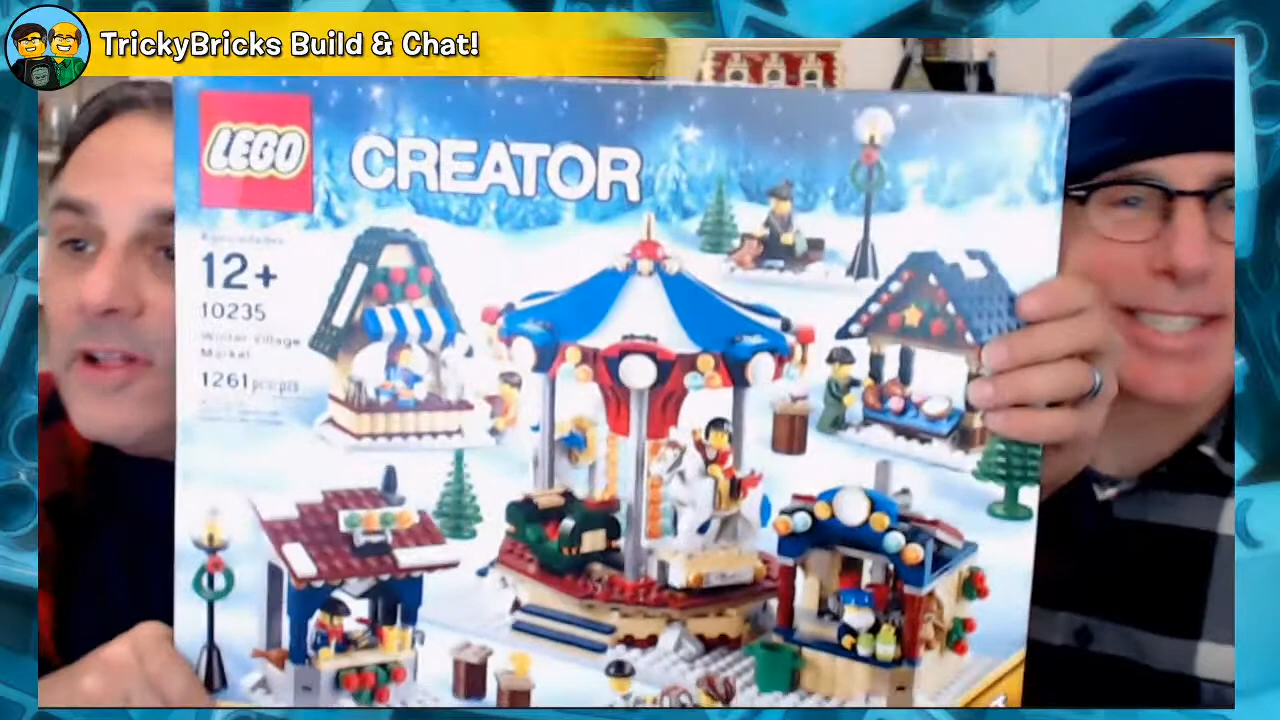 TrickyBricks Build & Chat!
LEGO
CREATOR
12+
10235
Winter Village
Market
1261 pcs/pzs